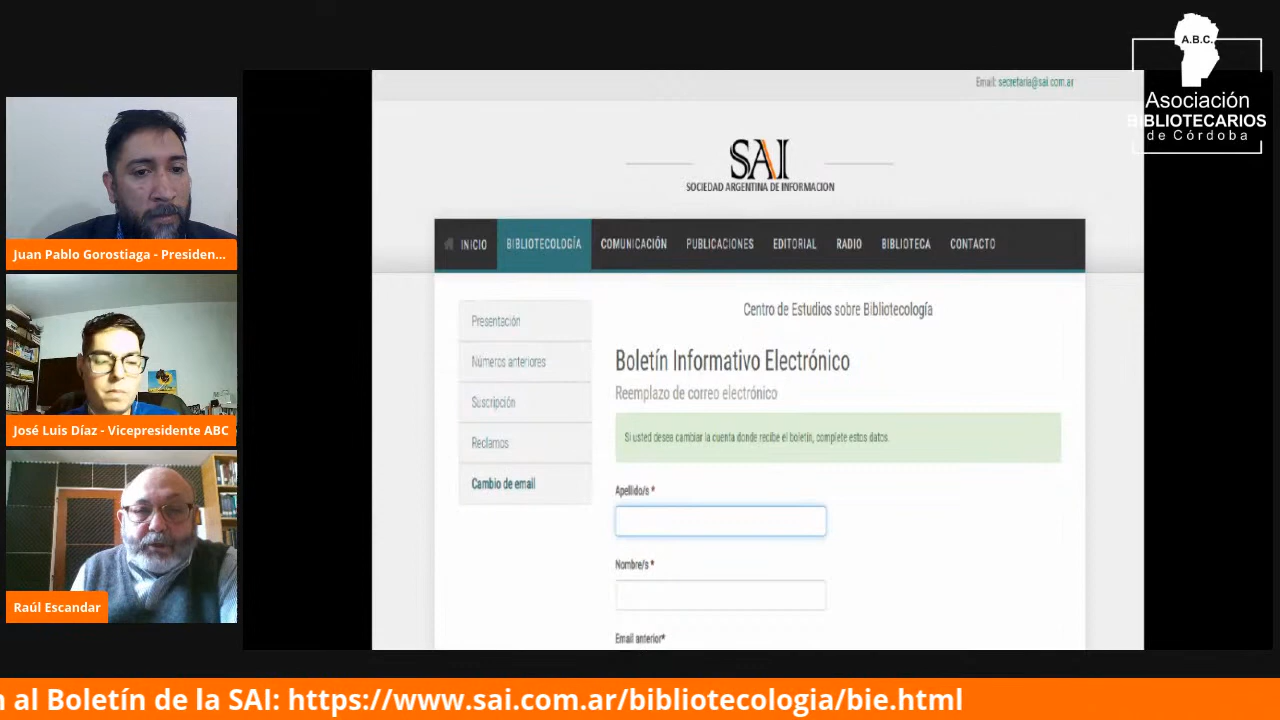 A.B.C.
Asociación
BIBLIOTECARIOS
de Córdoba
Email: secretaria@sai.com.ar
SAI
SOCIEDAD ARGENTINA DE INFORMACION
INICIO BIBLIOTECOLOGÍA COMUNICACIÓN PUBLICACIONES EDITORIAL RADIO BIBLIOTECA CONTACTO
Presentación
Números anteriores
Suscripción
Reclamos
Cambio de email
Centro de Estudios sobre Bibliotecología
Boletín Informativo Electrónico
Reemplazo de correo electrónico
Si usted desea cambiar la cuenta donde recibe el boletín, complete estos datos.
Apellido/s *
Nombre/s *
Email anterior*
Juan Pablo Gorostiaga - Presiden...
José Luis Díaz - Vicepresidente ABC
Raúl Escandar
al Boletín de la SAI: https://www.sai.com.ar/bibliotecologia/bie.html